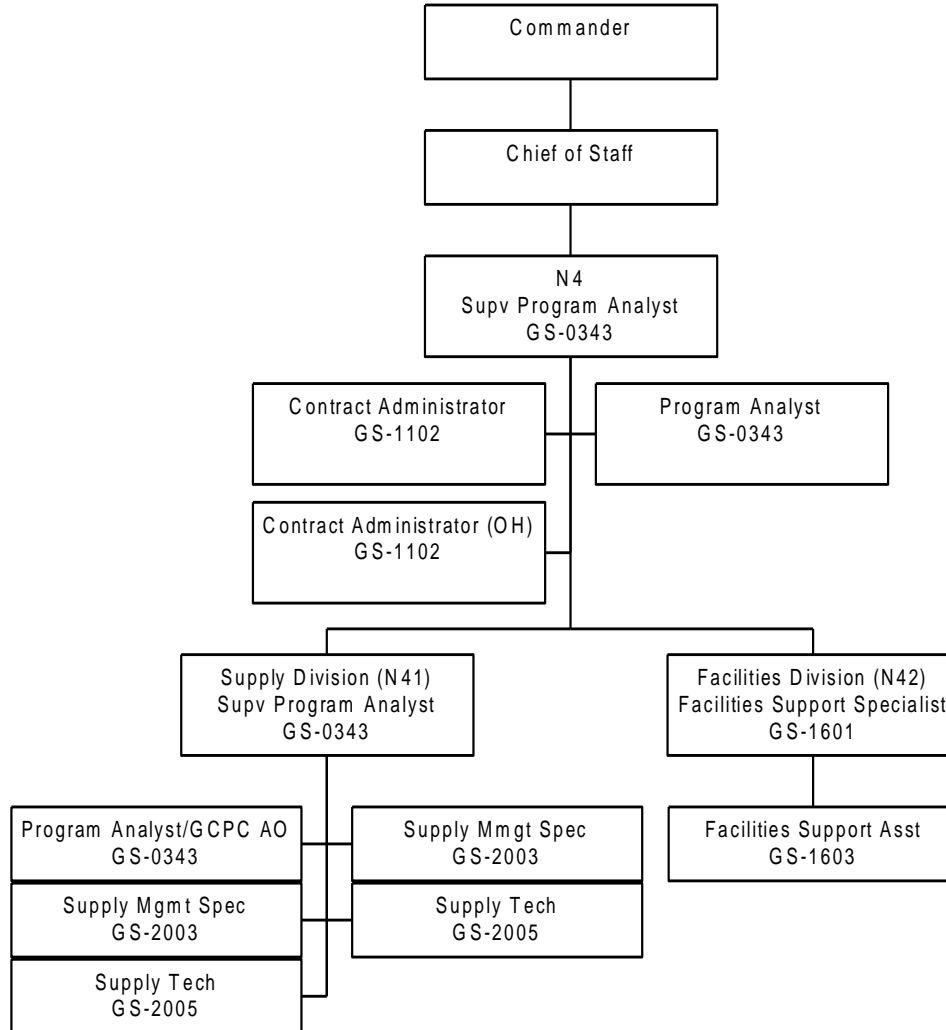 Commander
Chief of Staff
N4
Supv Program Analyst
GS-0343
Contract Administrator
GS-1102
Program Analyst
GS-0343
Contract Administrator (OH)
GS-1102
Supply Division (N41)
Supv Program Analyst
GS-0343
Facilities Division (N42)
Facilities Support Specialist
GS-1601
Program Analyst/GCPC AO
GS-0343
Supply Mmgt Spec
GS-2003
Facilities Support Asst
GS-1603
Supply Mgmt Spec
GS-2003
Supply Tech
GS-2005
Supply Tech
GS-2005